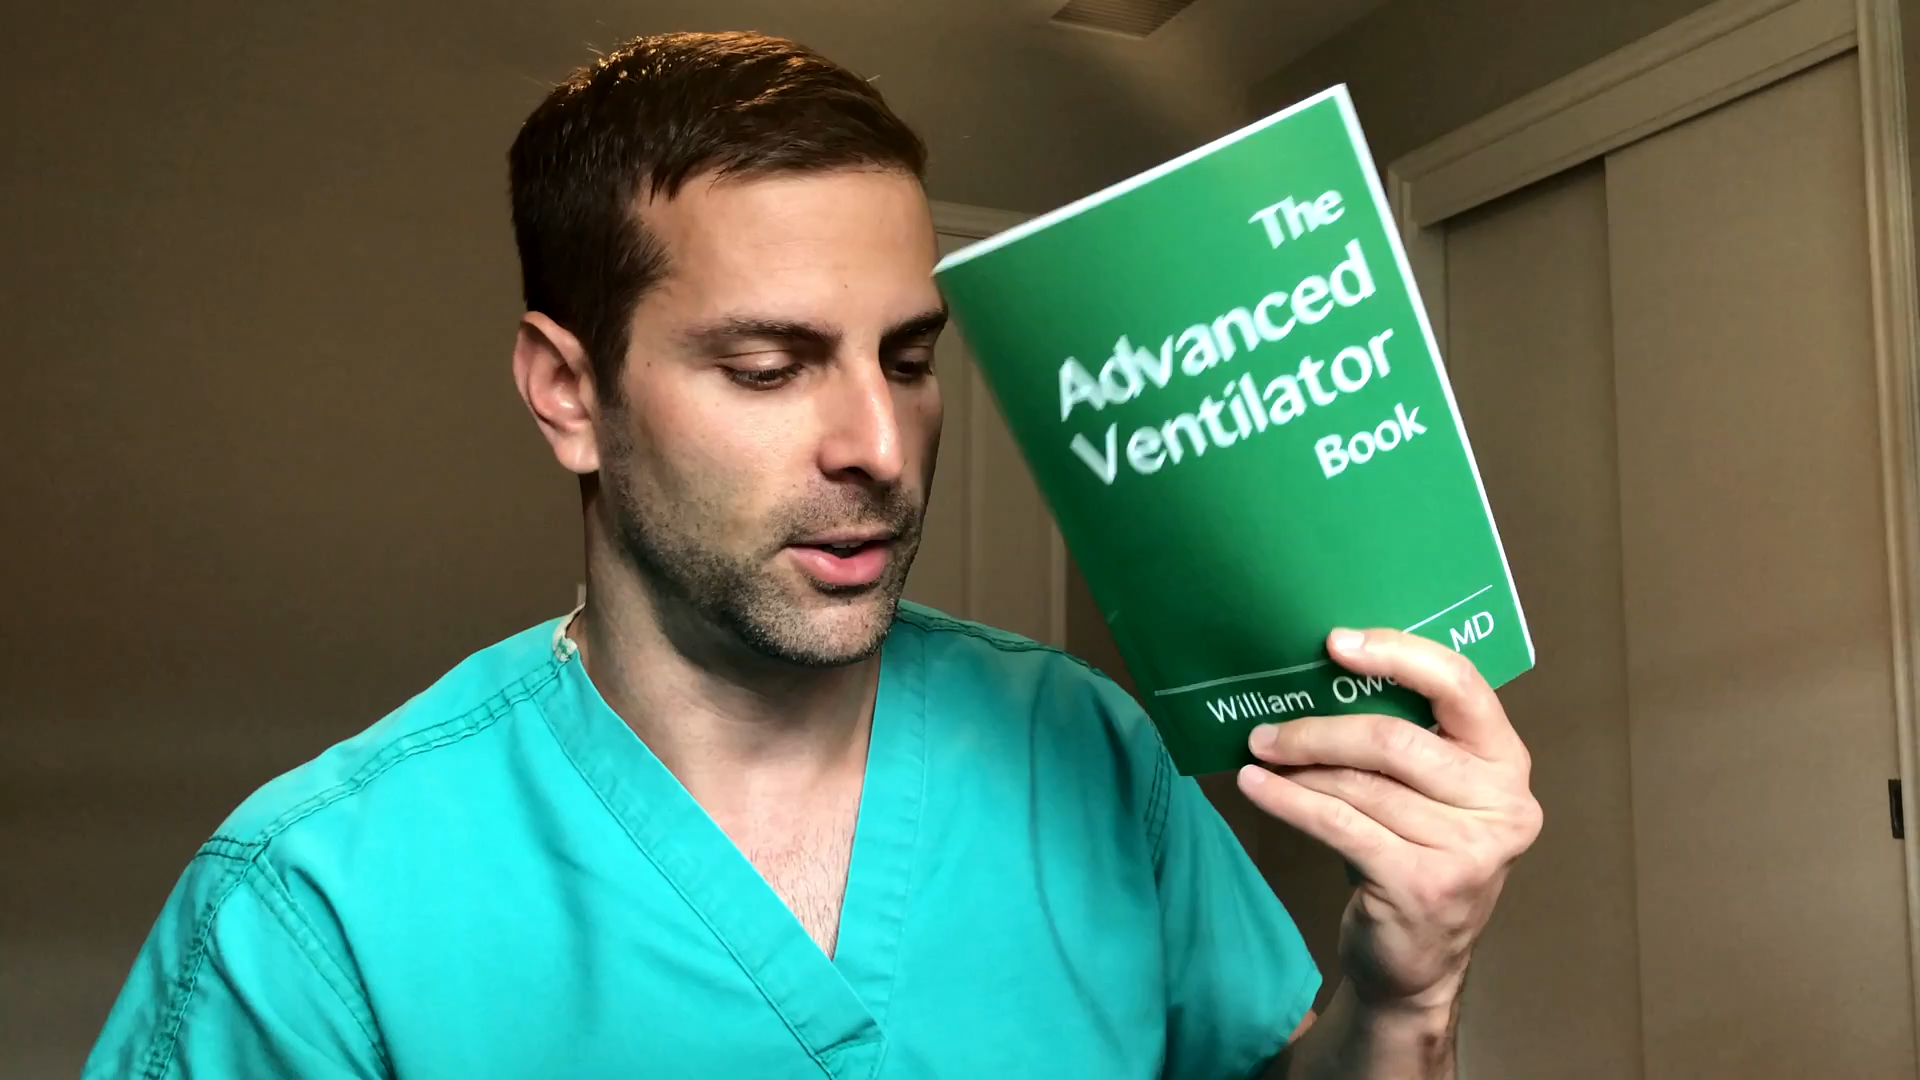 The
Advanced
Ventilator
Book
William MD